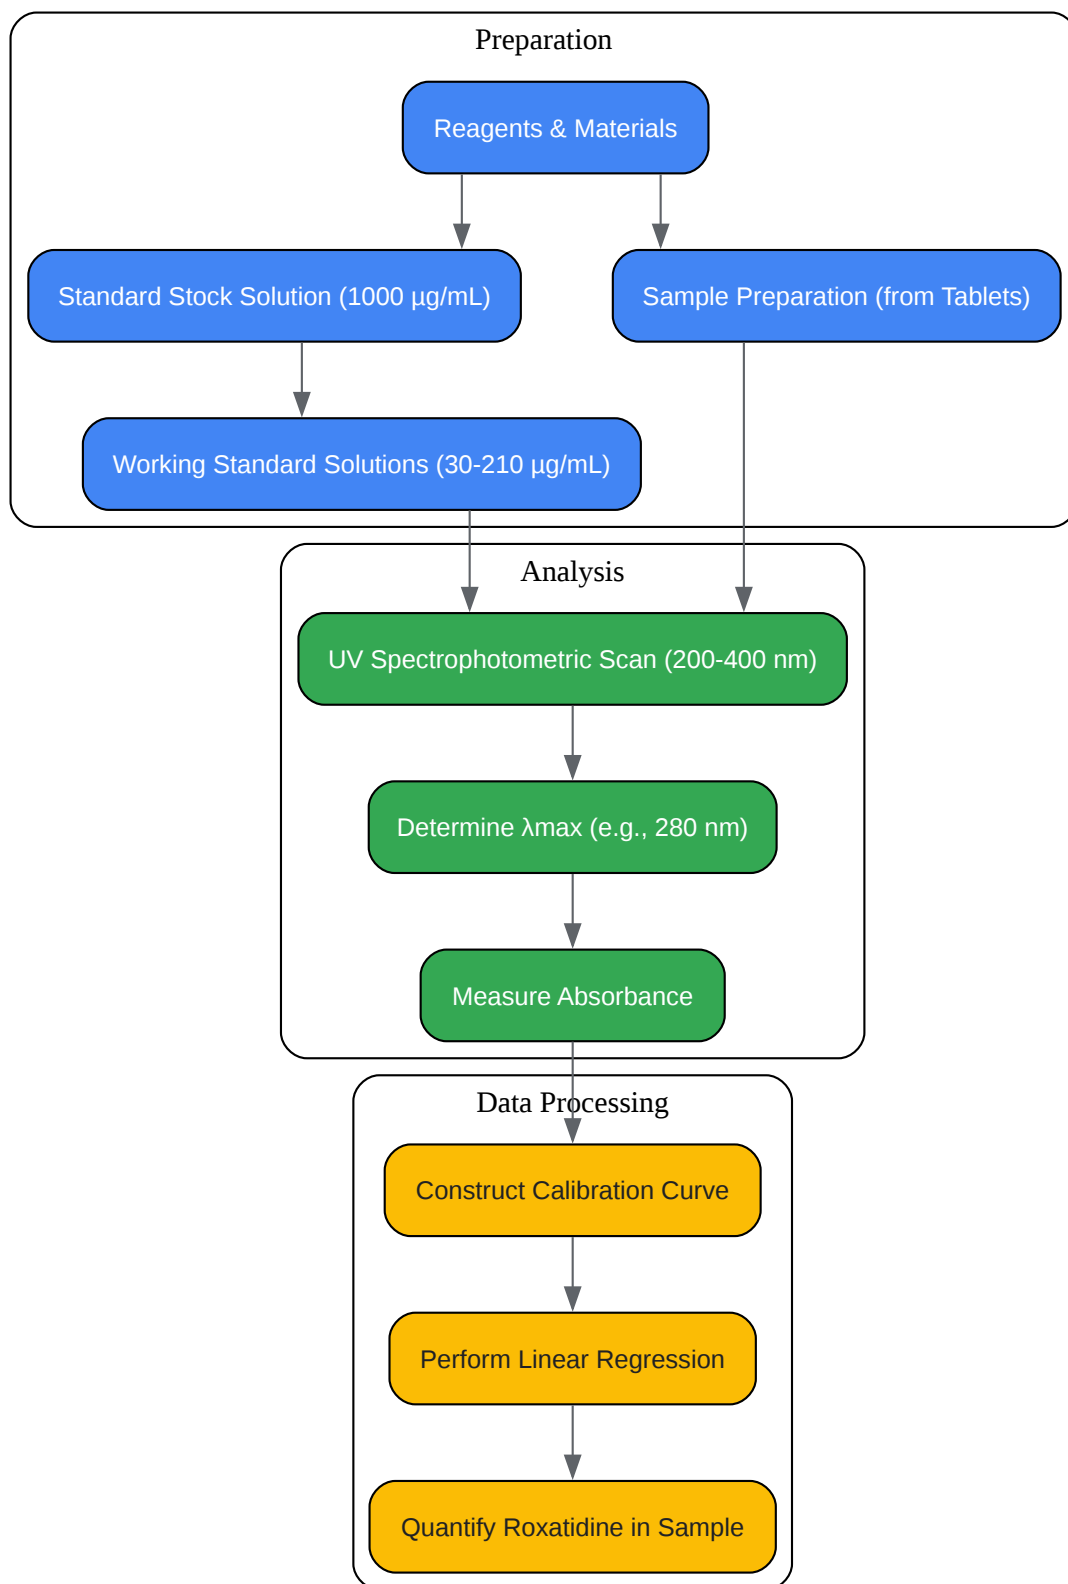 Preparation
Reagents & Materials
Standard Stock Solution (1000 µg/mL)
Sample Preparation (from Tablets)
Working Standard Solutions (30-210 µg/mL)
Analysis
UV Spectrophotometric Scan (200-400 nm)
Determine λmax (e.g., 280 nm)
Measure Absorbance
Data Processing
Construct Calibration Curve
Perform Linear Regression
Quantify Roxatidine in Sample